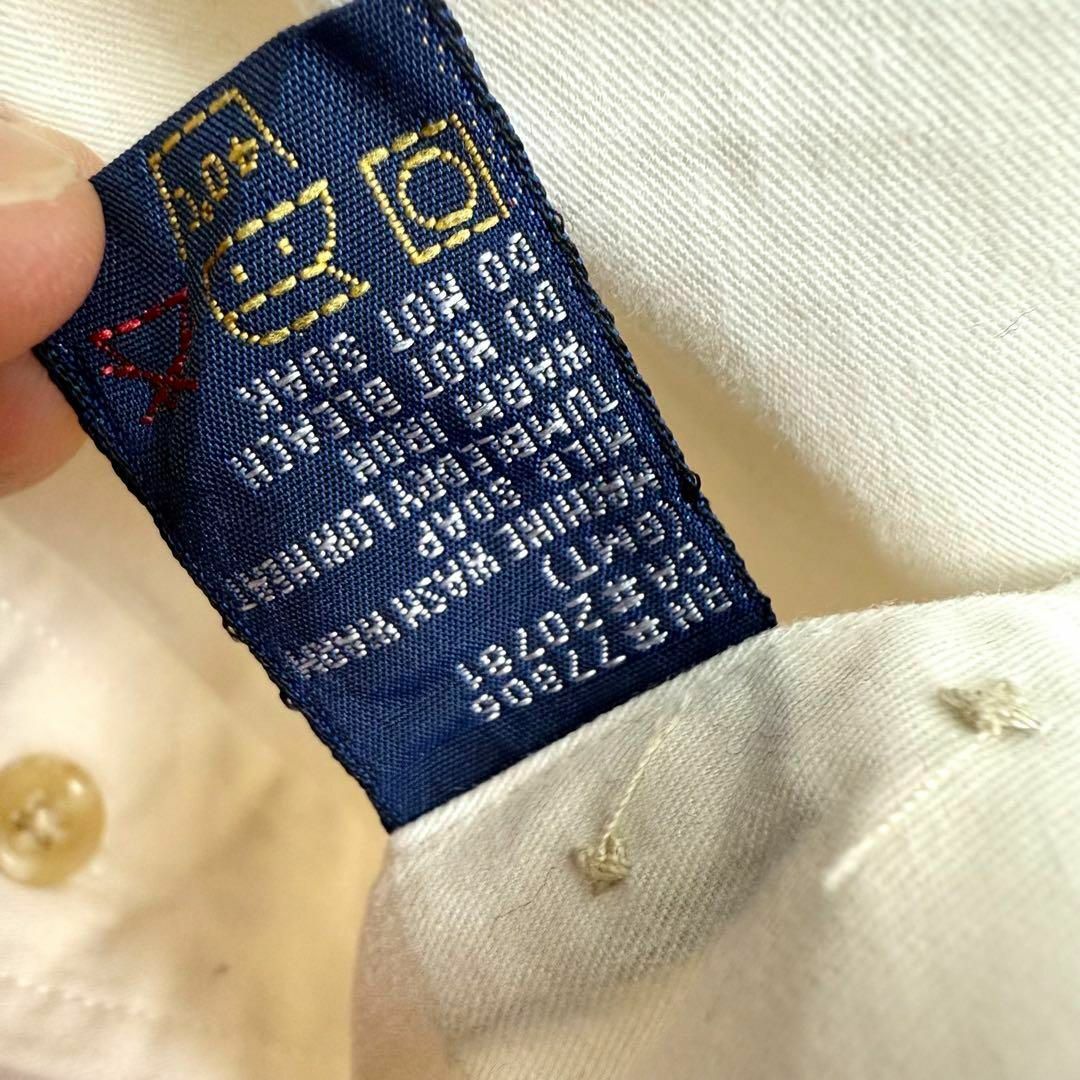 RN #77806
CA # 20781
(GMT)
MACHINE WASH WARM
MILD SOAP
TUMBLE DRY LOW HEAT
WARM IRON
DO NOT BLEACH
DO NOT SOAK
40°C